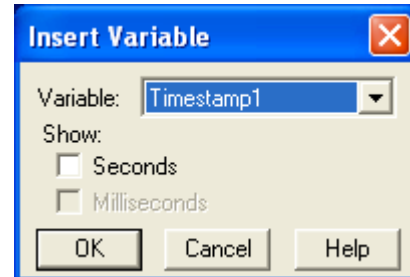 Insert Variable
Variable: Timestamp1
Show:
Seconds
Milliseconds
OK Cancel Help